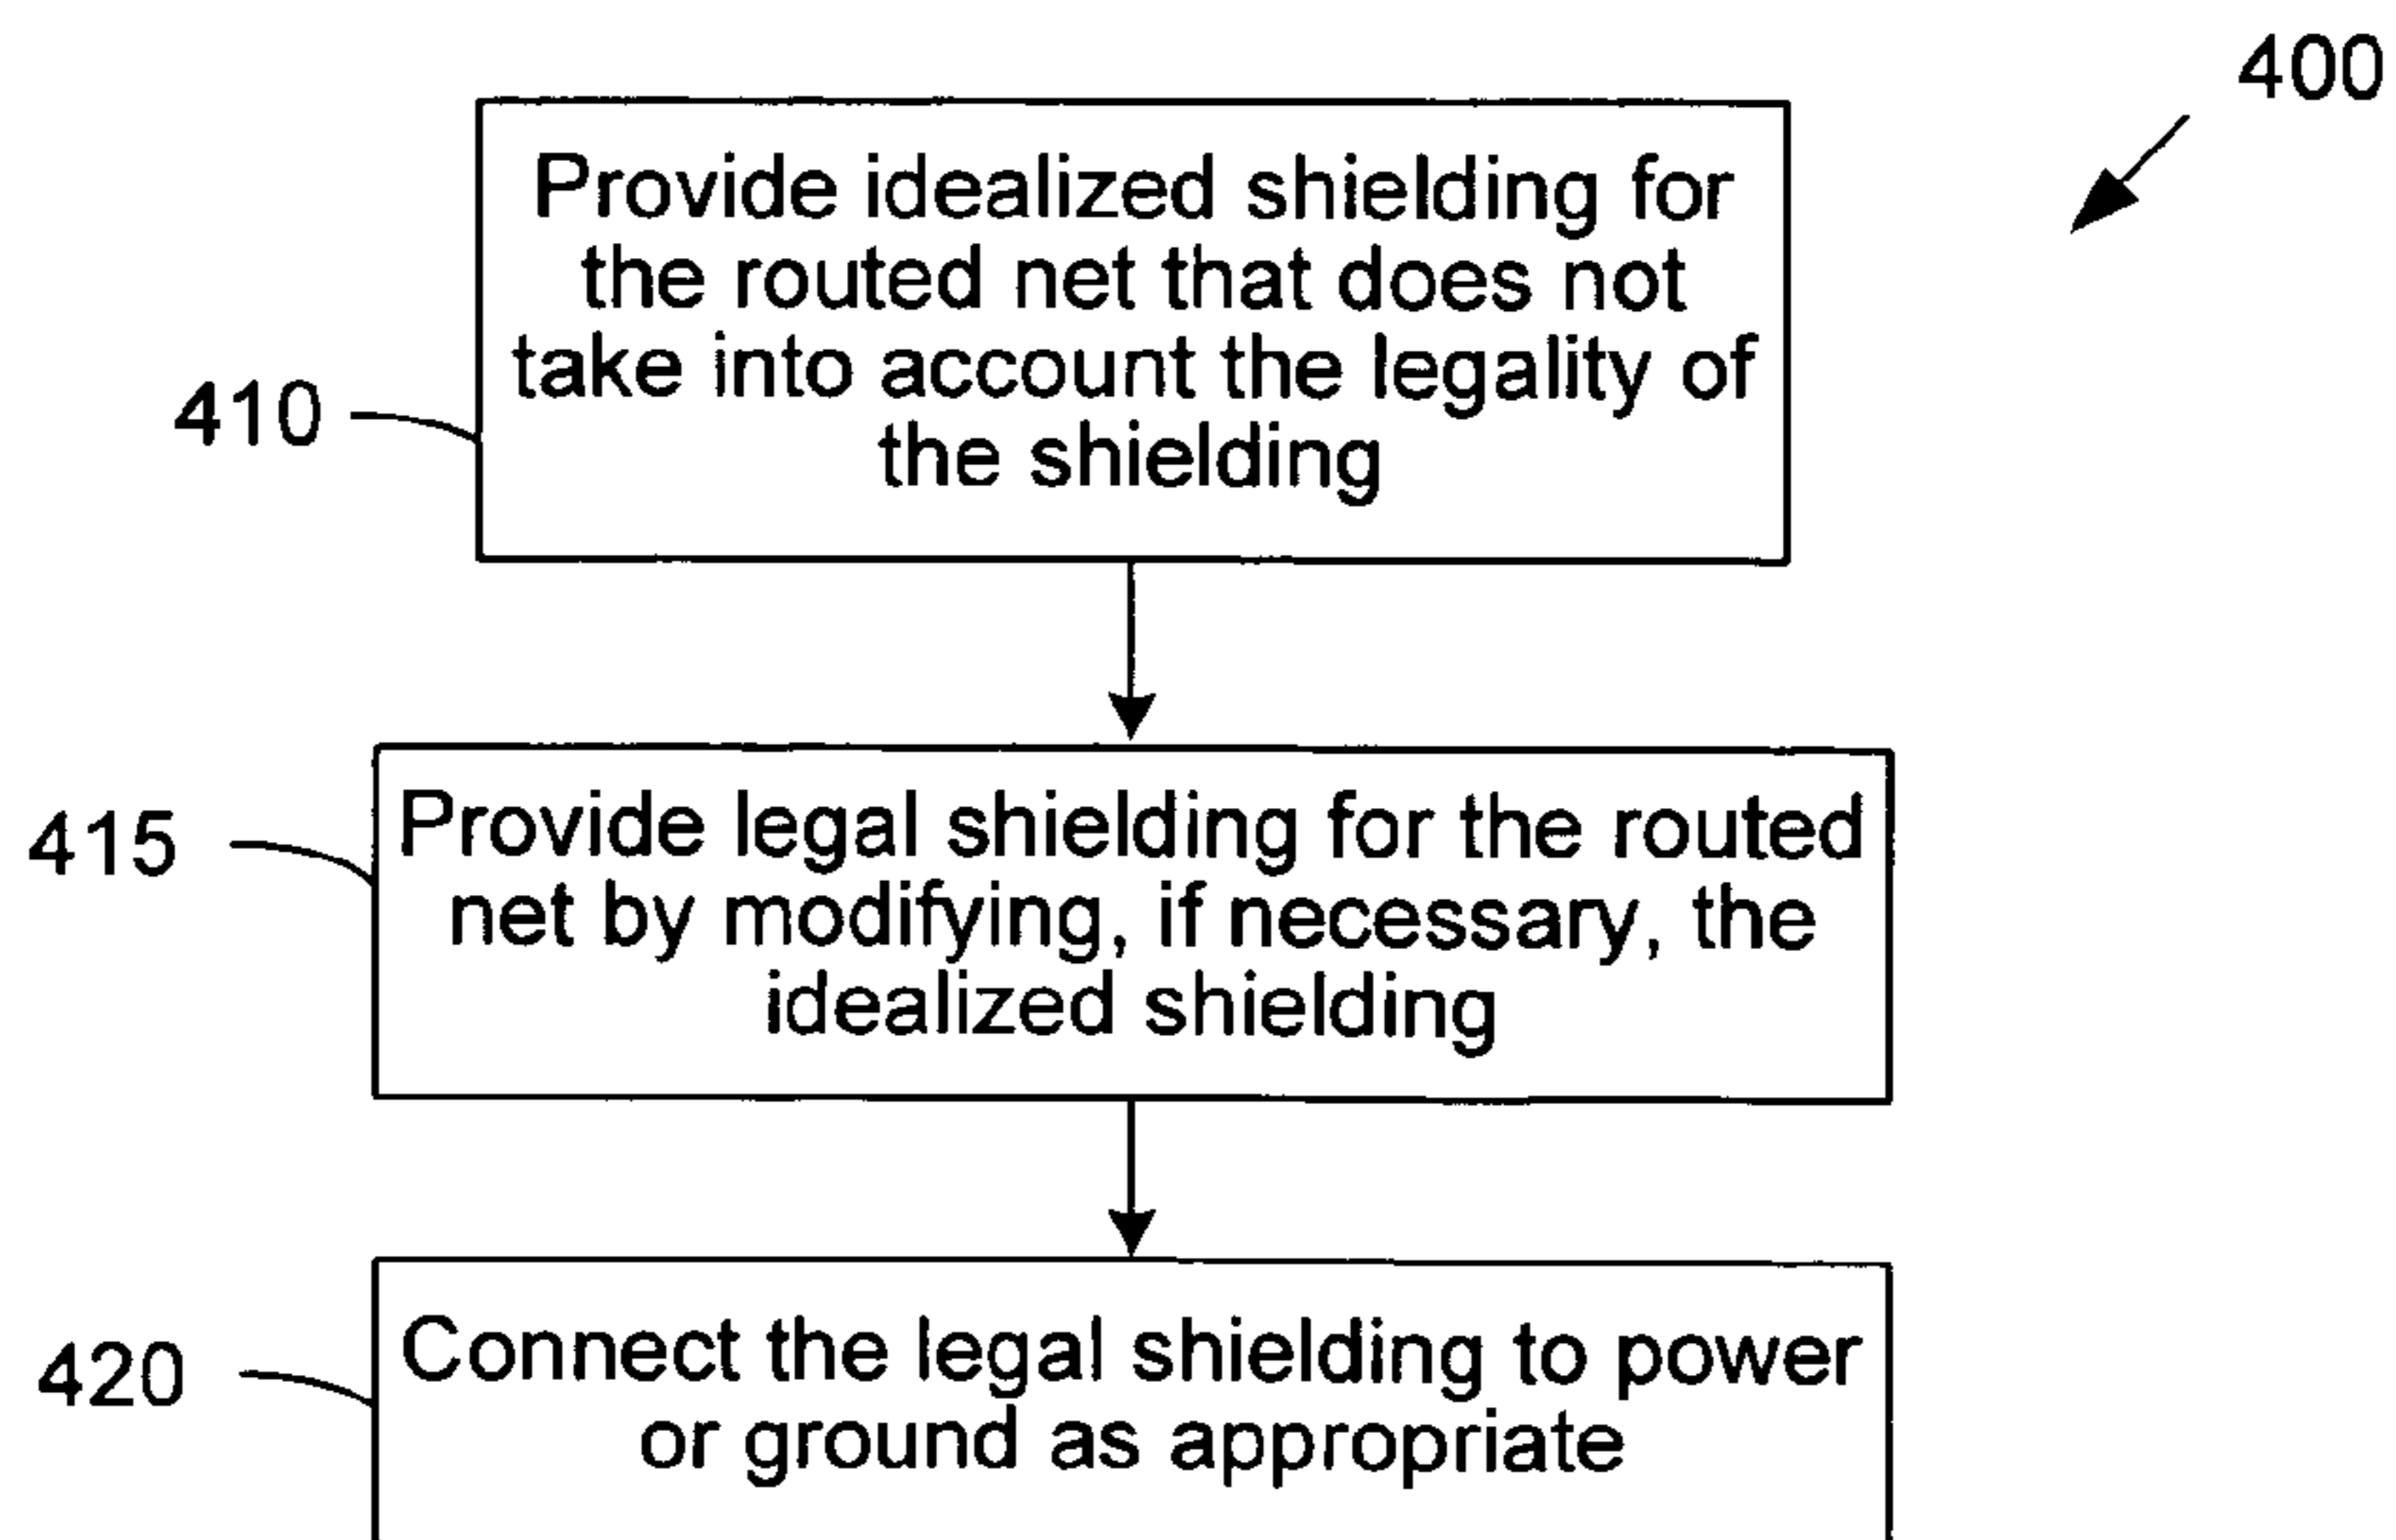 400
Provide idealized shielding for
the routed net that does not
take into account the legality of
the shielding
410
Provide legal shielding for the routed
net by modifying, if necessary, the
idealized shielding
415
Connect the legal shielding to power
or ground as appropriate
420